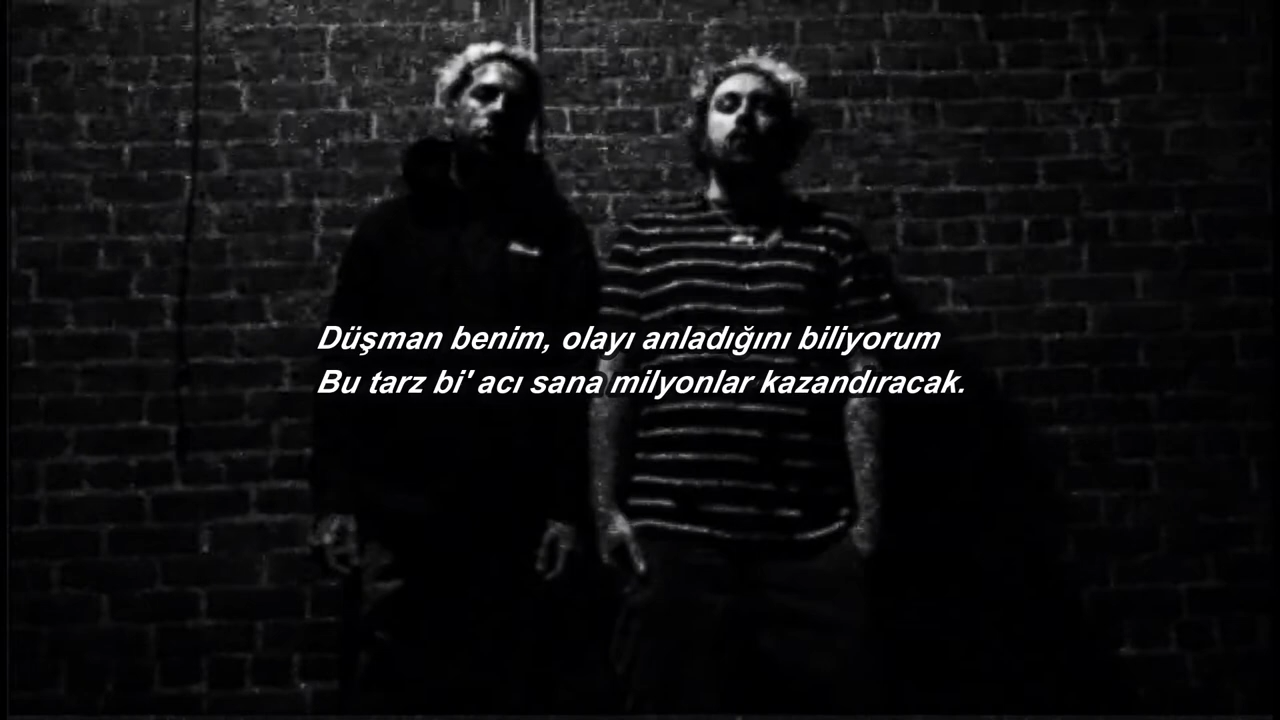 Düşman benim, olayı anladığını biliyorum
Bu tarz bi' acı sana milyonlar kazandıracak.